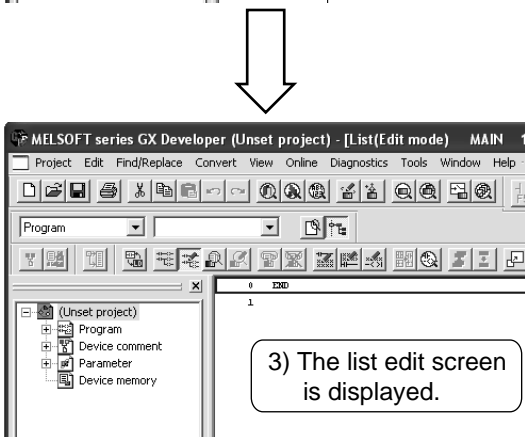 MELSOFT series GX Developer (Unset project) - [List(Edit mode) MAIN 1
Project Edit Find/Replace Convert View Online Diagnostics Tools Window Help
Program
0 END
1
(Unset project)
Program
Device comment
Parameter
Device memory
3) The list edit screen
is displayed.